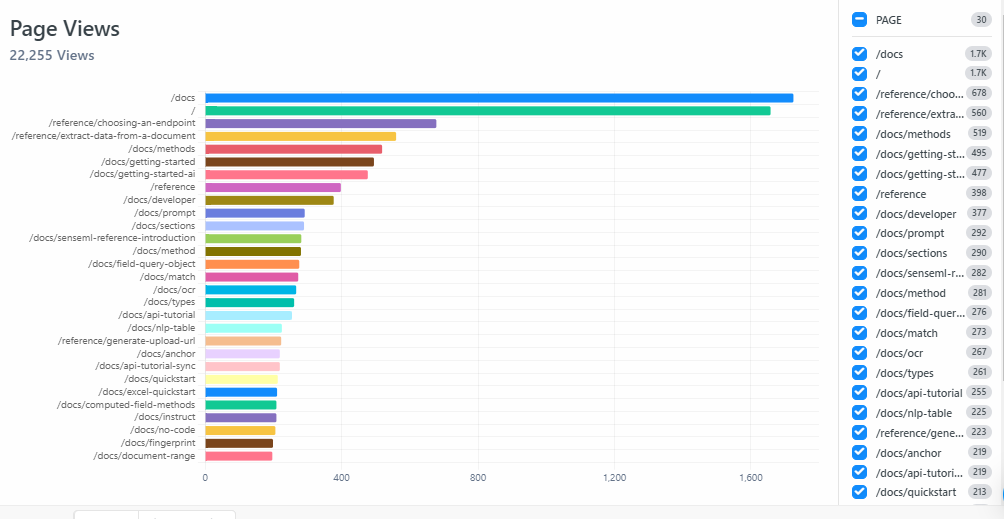 Page Views
22,255 Views
/docs
/
/reference/choosing-an-endpoint
/reference/extract-data-from-a-document
/docs/methods
/docs/getting-started
/docs/getting-started-ai
/reference
/docs/developer
/docs/prompt
/docs/sections
/docs/senseml-reference-introduction
/docs/method
/docs/field-query-object
/docs/match
/docs/ocr
/docs/types
/docs/api-tutorial
/docs/nlp-table
/reference/generate-upload-url
/docs/anchor
/docs/api-tutorial-sync
/docs/quickstart
/docs/excel-quickstart
/docs/computed-field-methods
/docs/instruct
/docs/no-code
/docs/fingerprint
/docs/document-range
0 400 800 1,200 1,600
PAGE 30
/docs 1.7K
/ 1.7K
/reference/choo... 678
/reference/extra... 560
/docs/methods 519
/docs/getting-st... 495
/docs/getting-st... 477
/reference 398
/docs/developer 377
/docs/prompt 292
/docs/sections 290
/docs/senseml-r... 282
/docs/method 281
/docs/field-quer... 276
/docs/match 273
/docs/ocr 267
/docs/types 261
/docs/api-tutorial 255
/docs/nlp-table 225
/reference/gene... 223
/docs/anchor 219
/docs/api-tutori... 219
/docs/quickstart 213